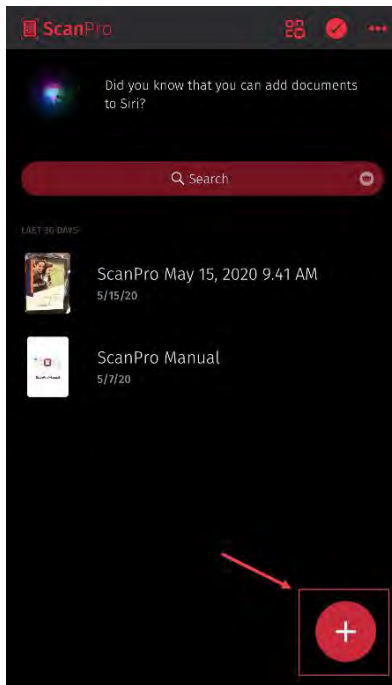 ScanPro
Did you know that you can add documents
to Siri?
Search
LAST 30 DAYS
ScanPro May 15, 2020 9.41 AM
5/15/20
ScanPro Manual
5/7/20